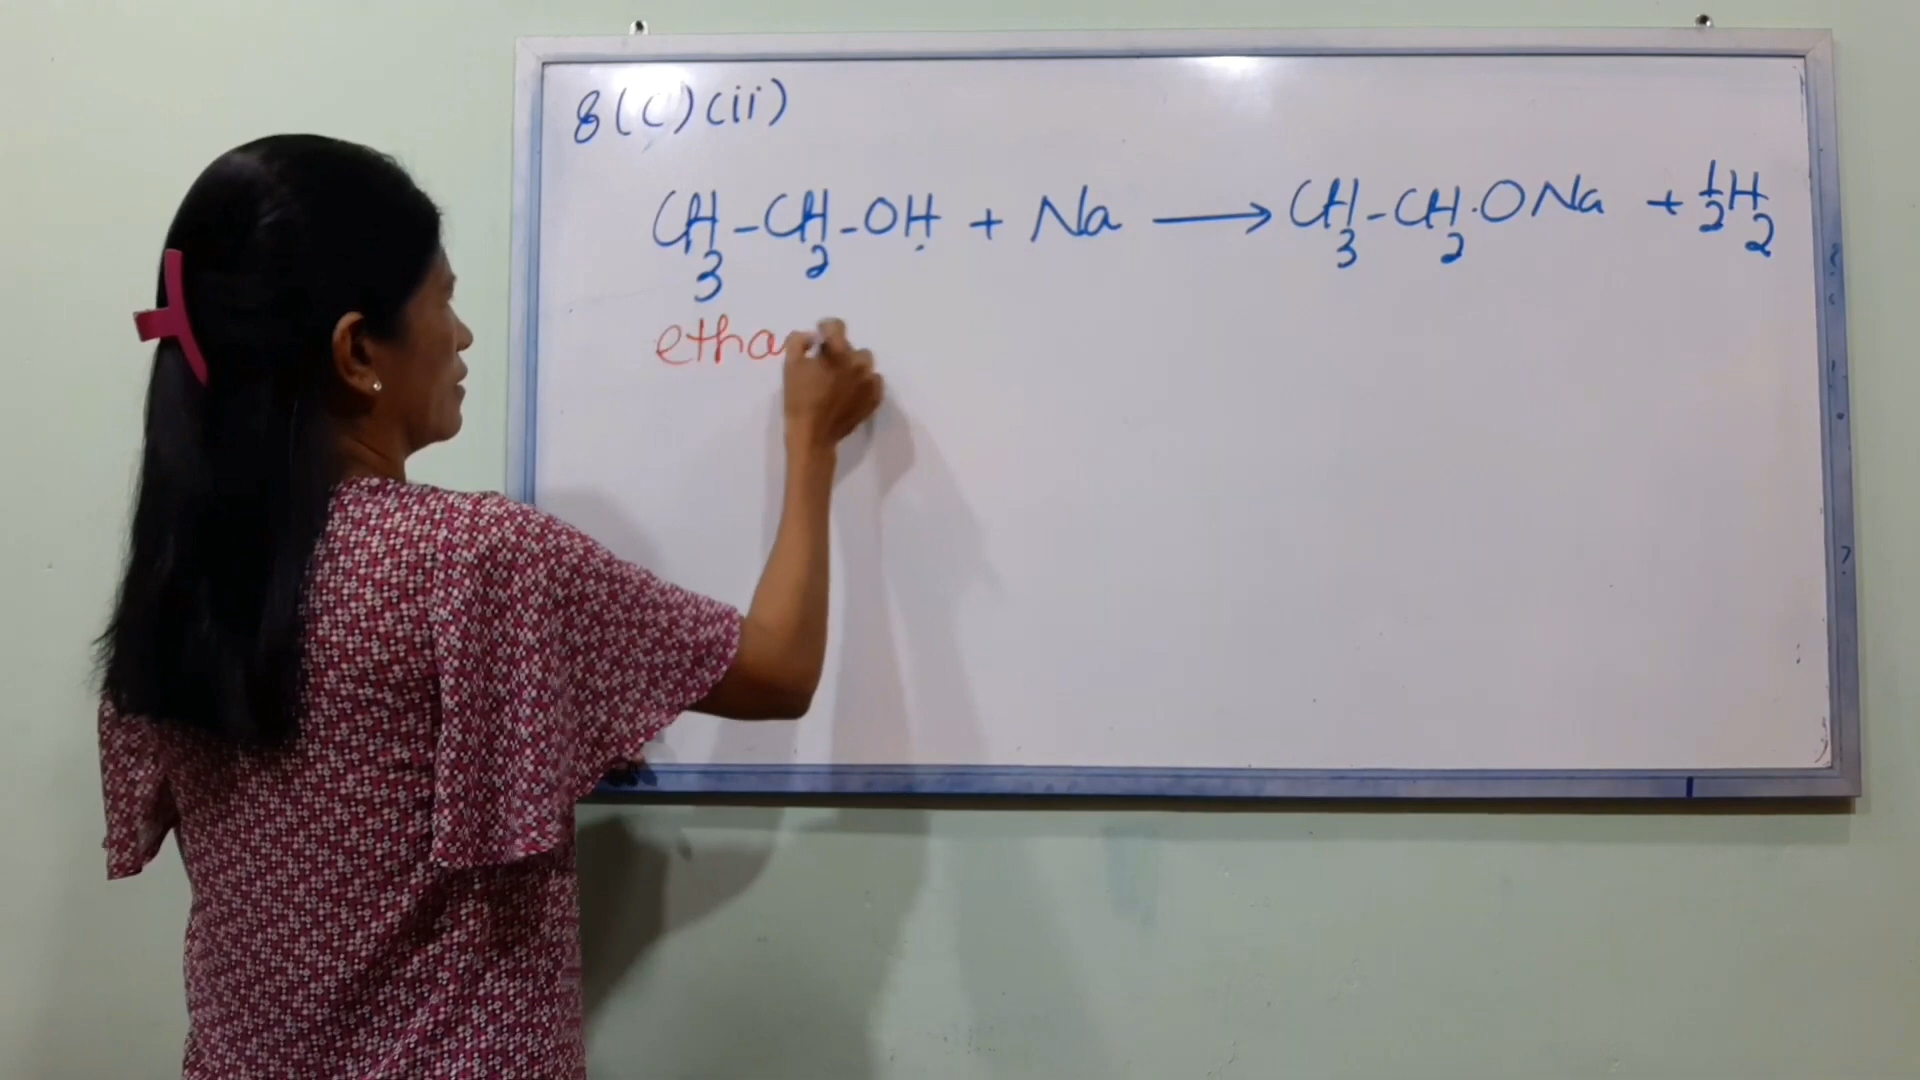 8(c)(ii)
CH₃-CH₂-OH + Na ⟶ CH₃-CH₂·ONa + ½H₂
etha